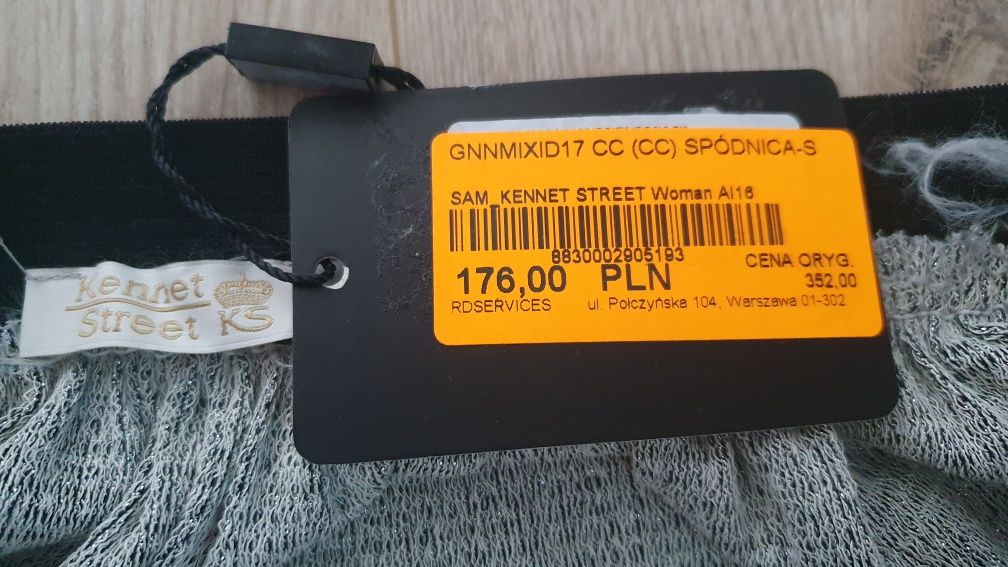 Kennet
Street KS
GNNMIXID17 CC (CC) SPÓDNICA-S
SAM_KENNET STREET Woman AI16
8830002905193
176,00 PLN
CENA ORYG.
352,00
RDSERVICES ul. Połczyńska 104, Warszawa 01-302